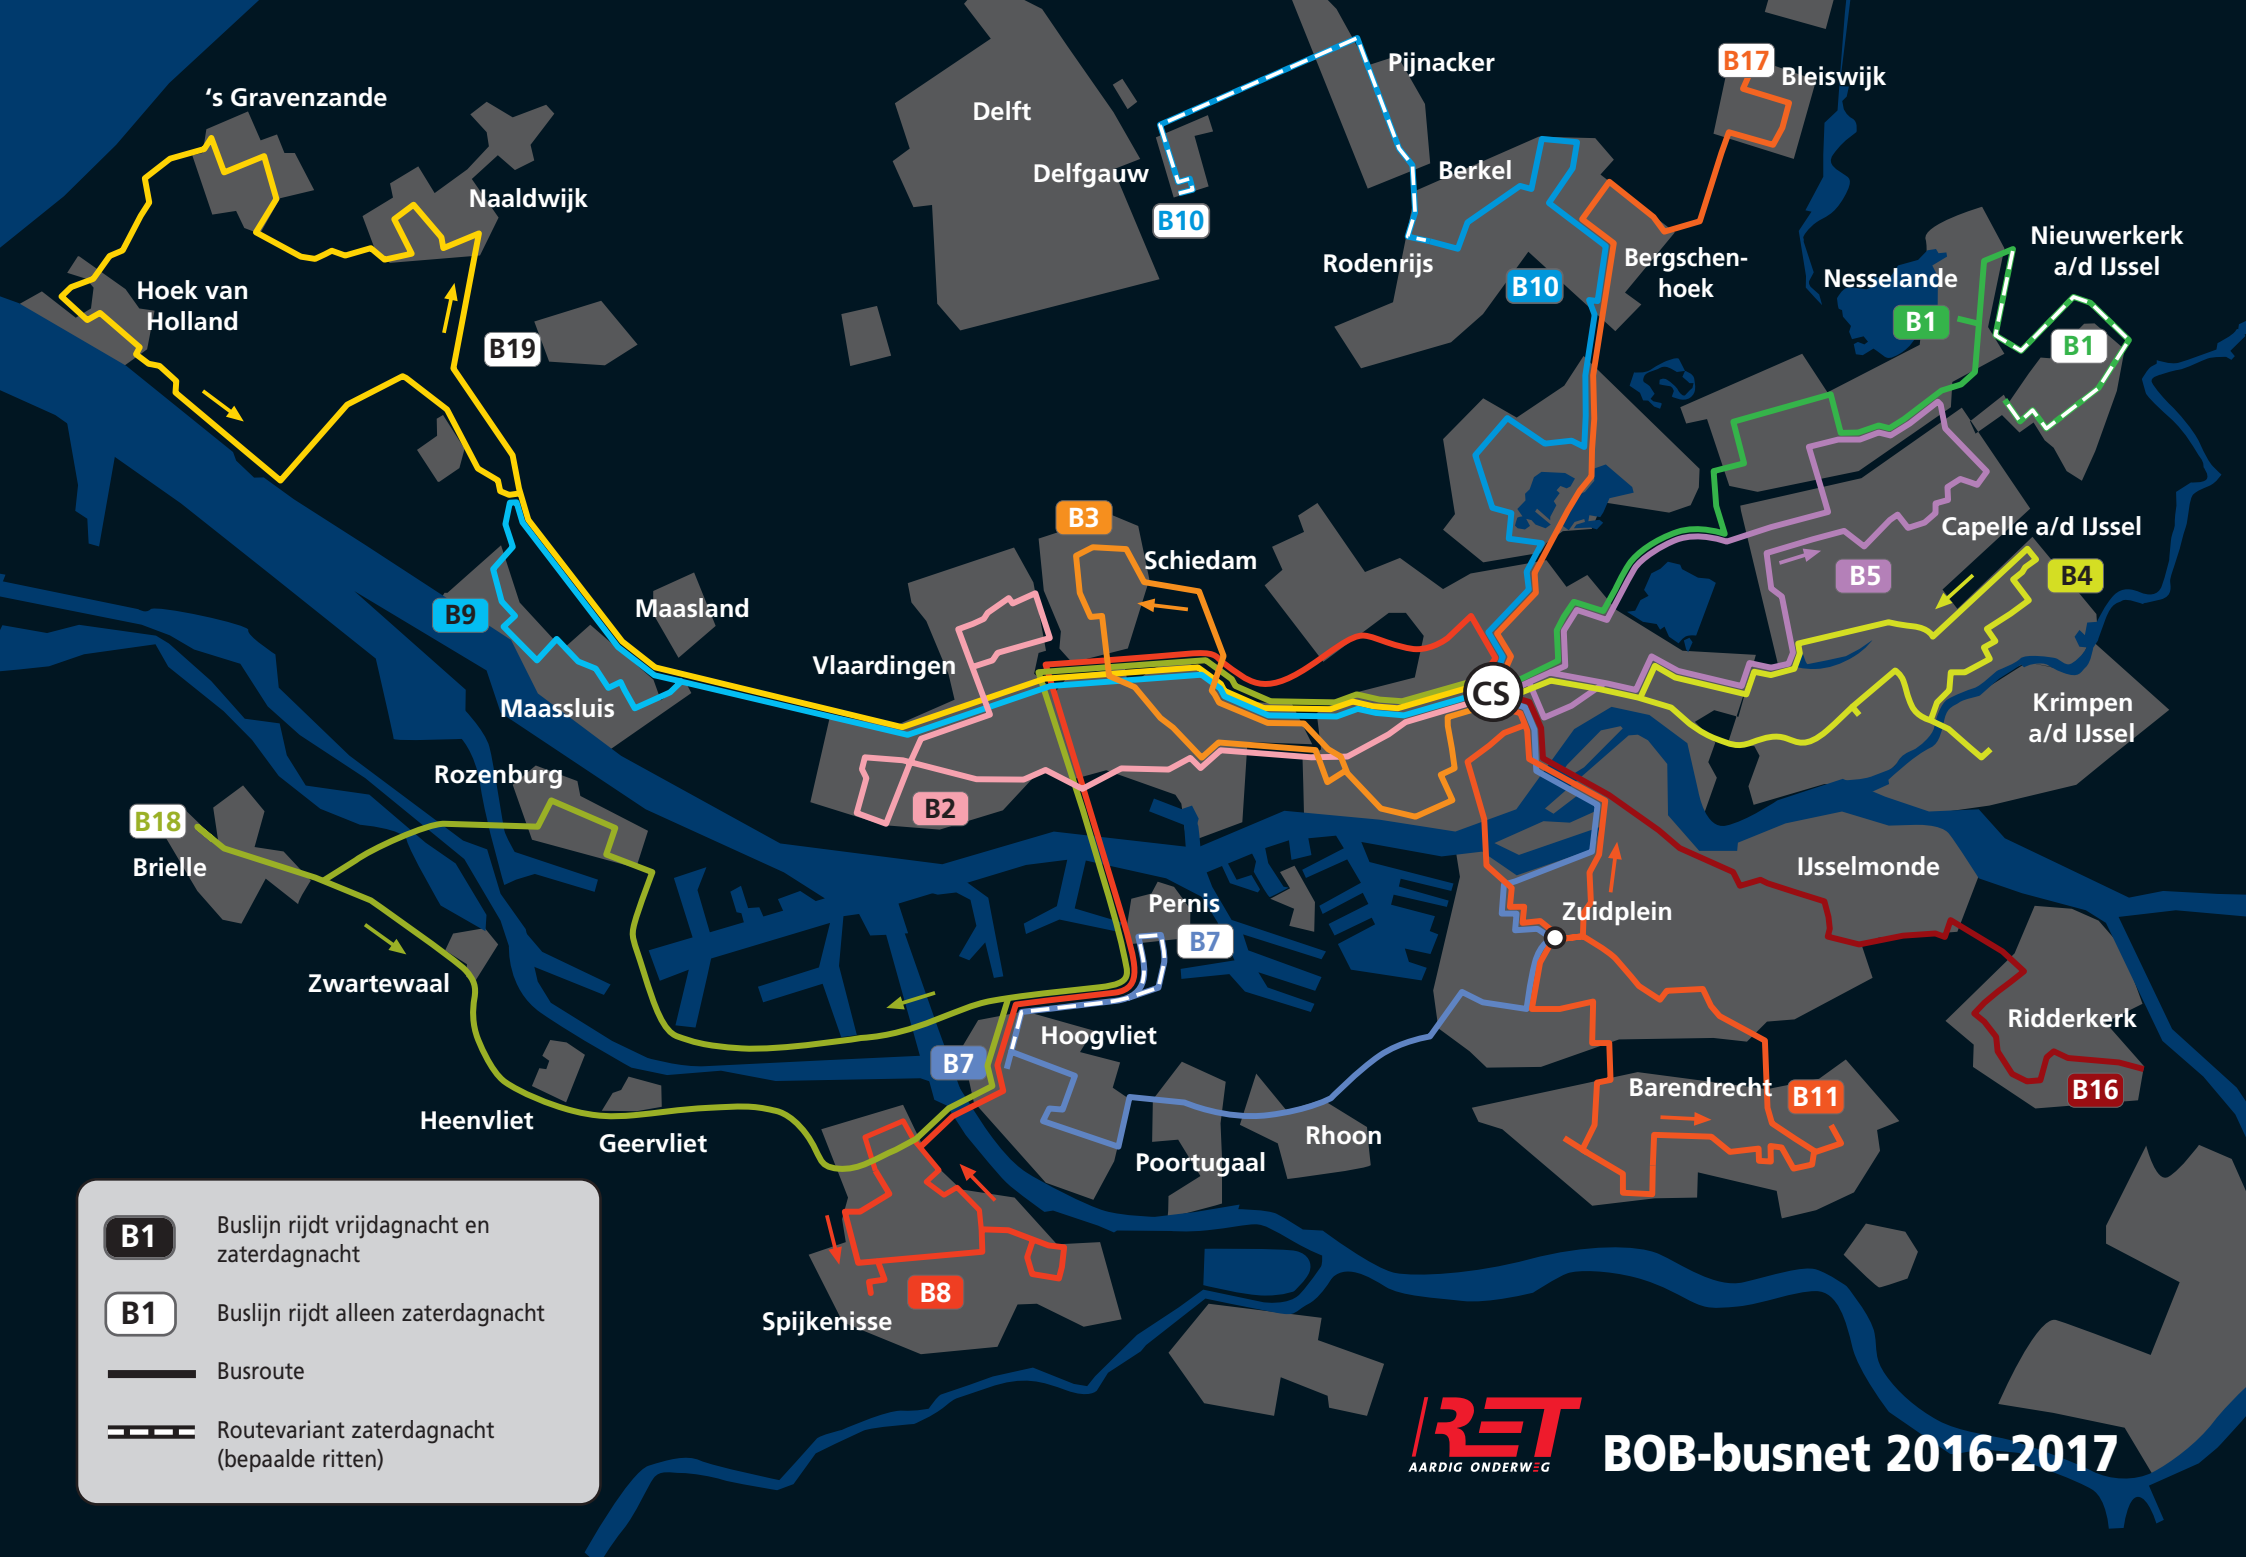 B17
Pijnacker
Bleiswijk
‘s Gravenzande
Delft
Delfgauw
Berkel
Naaldwijk
B10
Nieuwerkerk
a/d IJssel
Rodenrijs
Bergschen-
hoek
Nesselande
B10
Hoek van
Holland
B1
B1
B19
B3
Capelle a/d IJssel
Schiedam
B5
B4
B9
Maasland
Vlaardingen
CS
Maassluis
Krimpen
a/d IJssel
Rozenburg
B2
B18
Brielle
IJsselmonde
Pernis
Zuidplein
B7
Zwartewaal
Ridderkerk
Hoogvliet
B7
Barendrecht
B11
B16
Heenvliet
Geervliet
Rhoon
Poortugaal
B8
Spijkenisse
B1
Buslijn rijdt vrijdagnacht en
zaterdagnacht
B1
Buslijn rijdt alleen zaterdagnacht
Busroute
Routevariant zaterdagnacht
(bepaalde ritten)
RET
AARDIG ONDERWEG
BOB-busnet 2016-2017